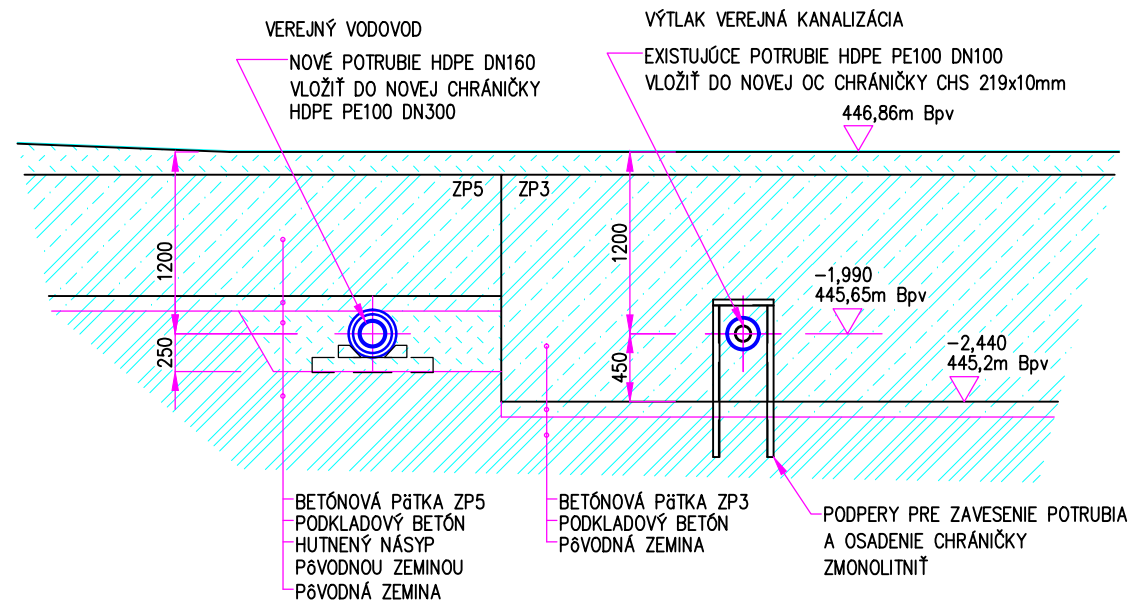 VEREJNÝ VODOVOD
NOVÉ POTRUBIE HDPE DN160
VLOŽIŤ DO NOVEJ CHRÁNIČKY
HDPE PE100 DN300
VÝTLAK VEREJNÁ KANALIZÁCIA
EXISTUJÚCE POTRUBIE HDPE PE100 DN100
VLOŽIŤ DO NOVEJ OC CHRÁNIČKY CHS 219x10mm
446,86m Bpv
ZP5
ZP3
1200
250
1200
450
-1,990
445,65m Bpv
-2,440
445,2m Bpv
BETÓNOVÁ PäTKA ZP5
PODKLADOVÝ BETÓN
HUTNENÝ NÁSYP
PôVODNOU ZEMINOU
PôVODNÁ ZEMINA
BETÓNOVÁ PäTKA ZP3
PODKLADOVÝ BETÓN
PôVODNÁ ZEMINA
PODPERY PRE ZAVESENIE POTRUBIA
A OSADENIE CHRÁNIČKY
ZMONOLITNIŤ